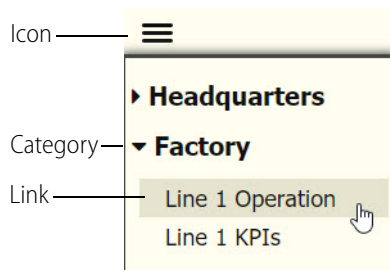 Icon
Headquarters
Category
Factory
Link
Line 1 Operation
Line 1 KPIs